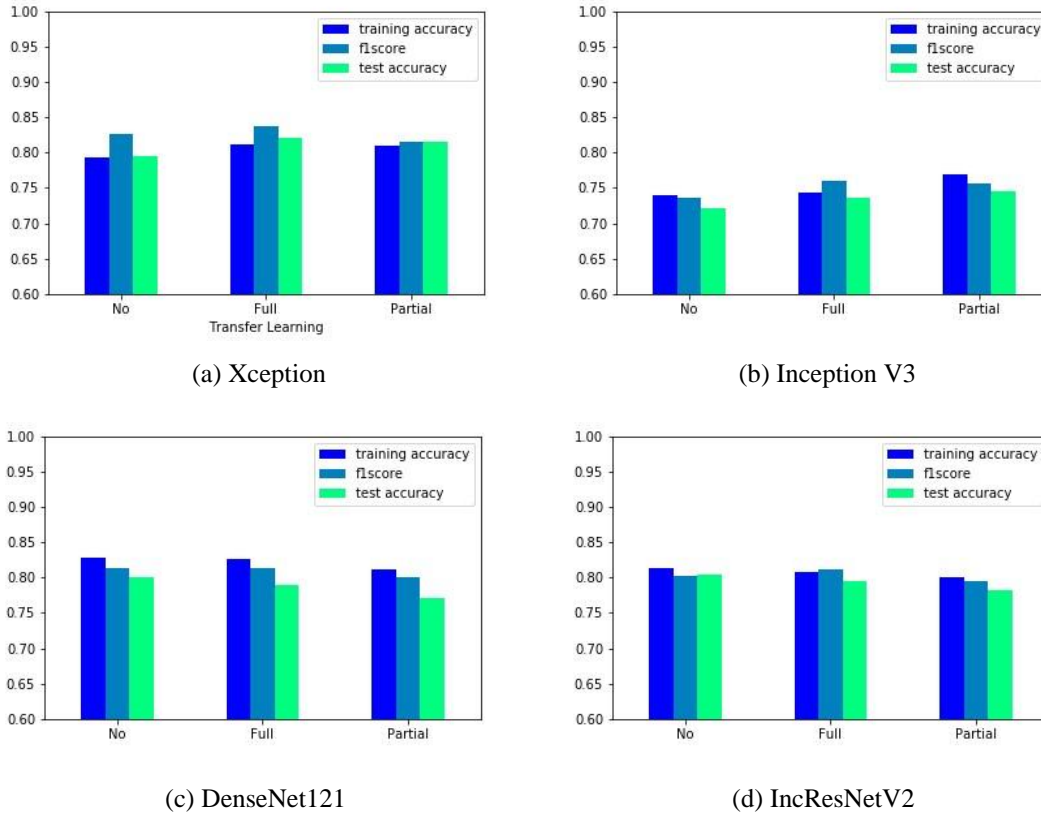 1.00
0.95
0.90
0.85
0.80
0.75
0.70
0.65
0.60
training accuracy
f1score
test accuracy
No
Full
Partial
Transfer Learning
(a) Xception
1.00
0.95
0.90
0.85
0.80
0.75
0.70
0.65
0.60
training accuracy
f1score
test accuracy
No
Full
Partial
(b) Inception V3
1.00
0.95
0.90
0.85
0.80
0.75
0.70
0.65
0.60
training accuracy
f1score
test accuracy
No
Full
Partial
(c) DenseNet121
1.00
0.95
0.90
0.85
0.80
0.75
0.70
0.65
0.60
training accuracy
f1score
test accuracy
No
Full
Partial
(d) IncResNetV2